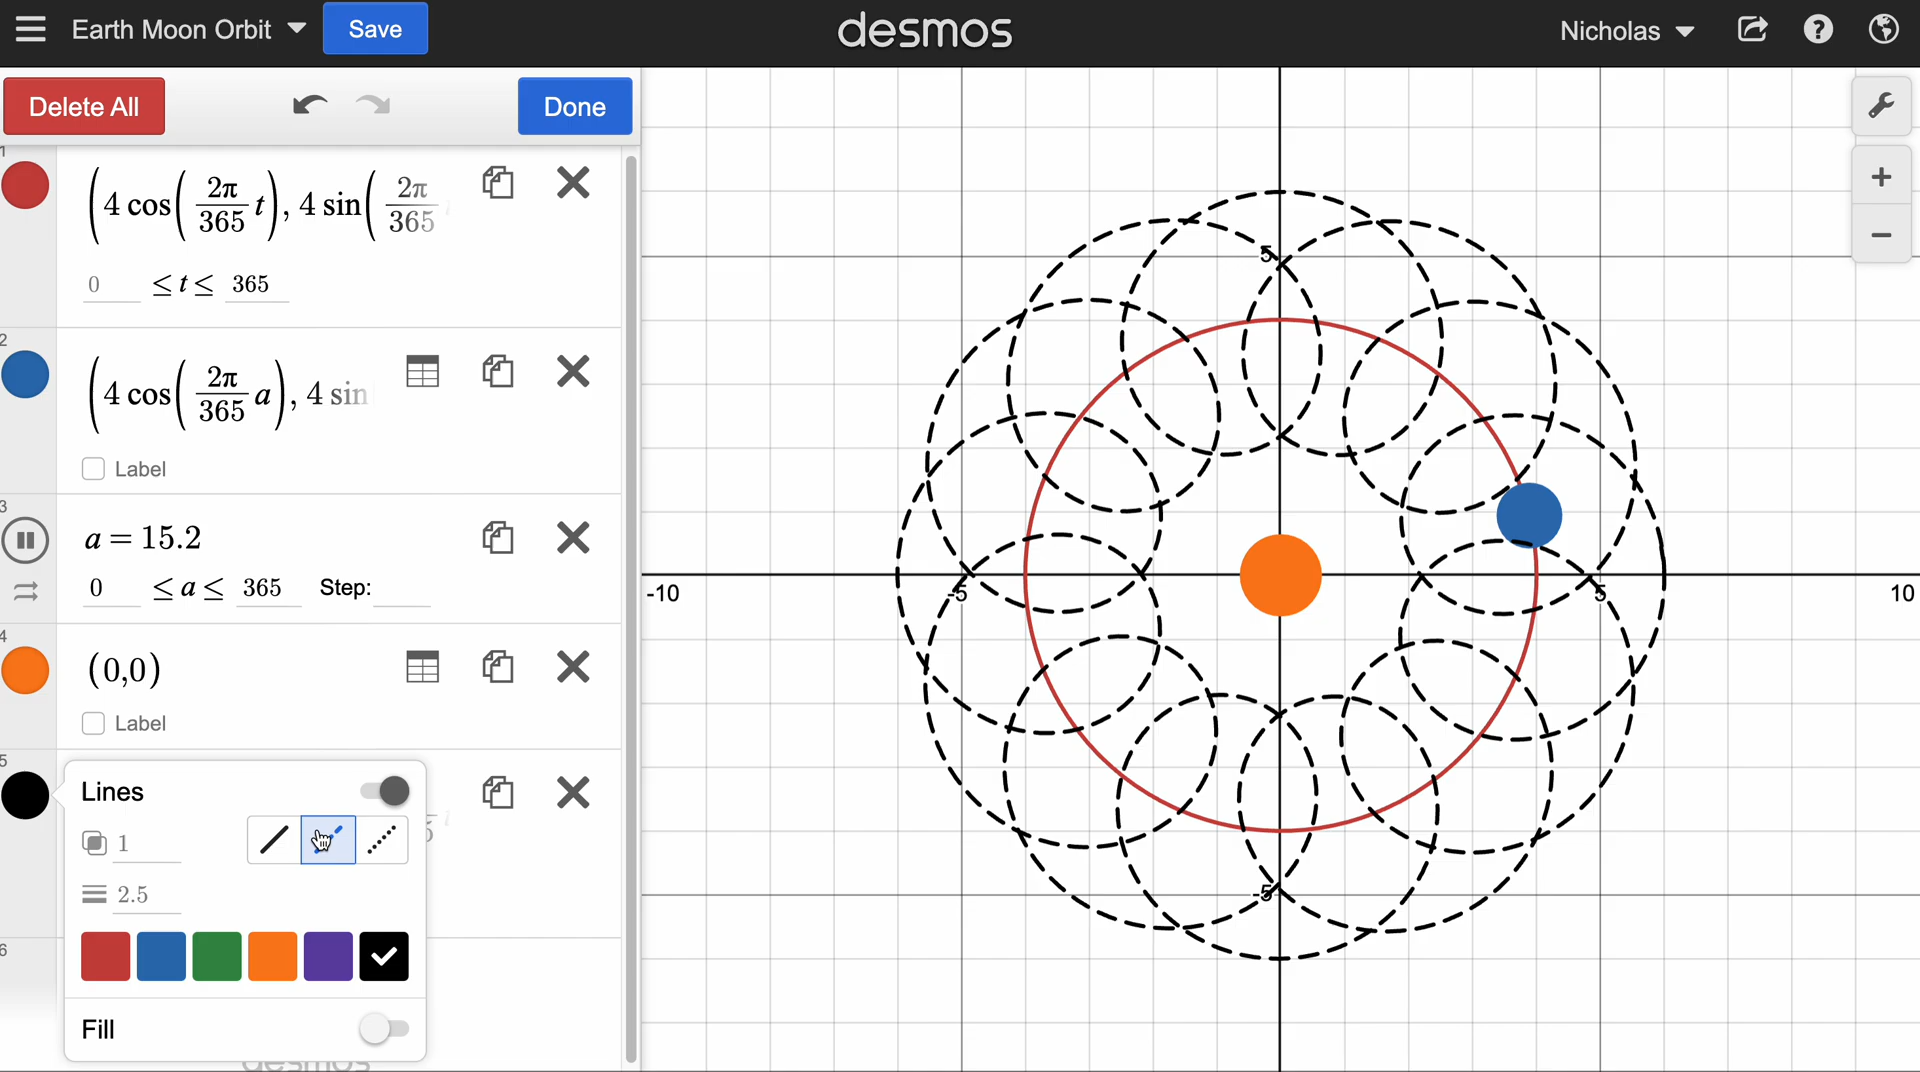 Earth Moon Orbit
Save
desmos
Nicholas
?
Delete All
Done
1
(4 cos(2π/365 t), 4 sin(2π/365
0 ≤ t ≤ 365
2
(4 cos(2π/365 a), 4 sin
Label
3
a = 15.2
0 ≤ a ≤ 365 Step:
4
(0,0)
Label
5
Lines
1
2.5
Fill
6
desmos
5
-10
-5
5
10
-5
+
−